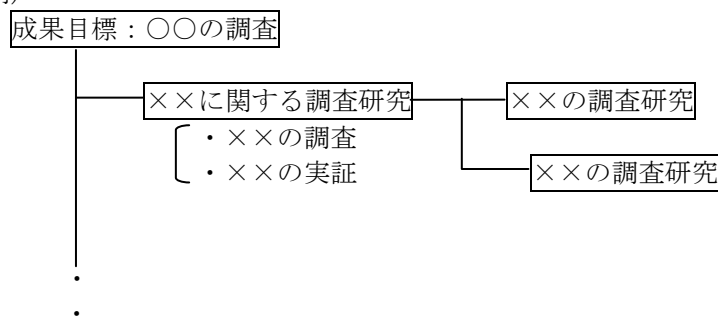 成果目標：○○の調査
××に関する調査研究
××の調査研究
・××の調査
・××の実証
××の調査研究
・
・